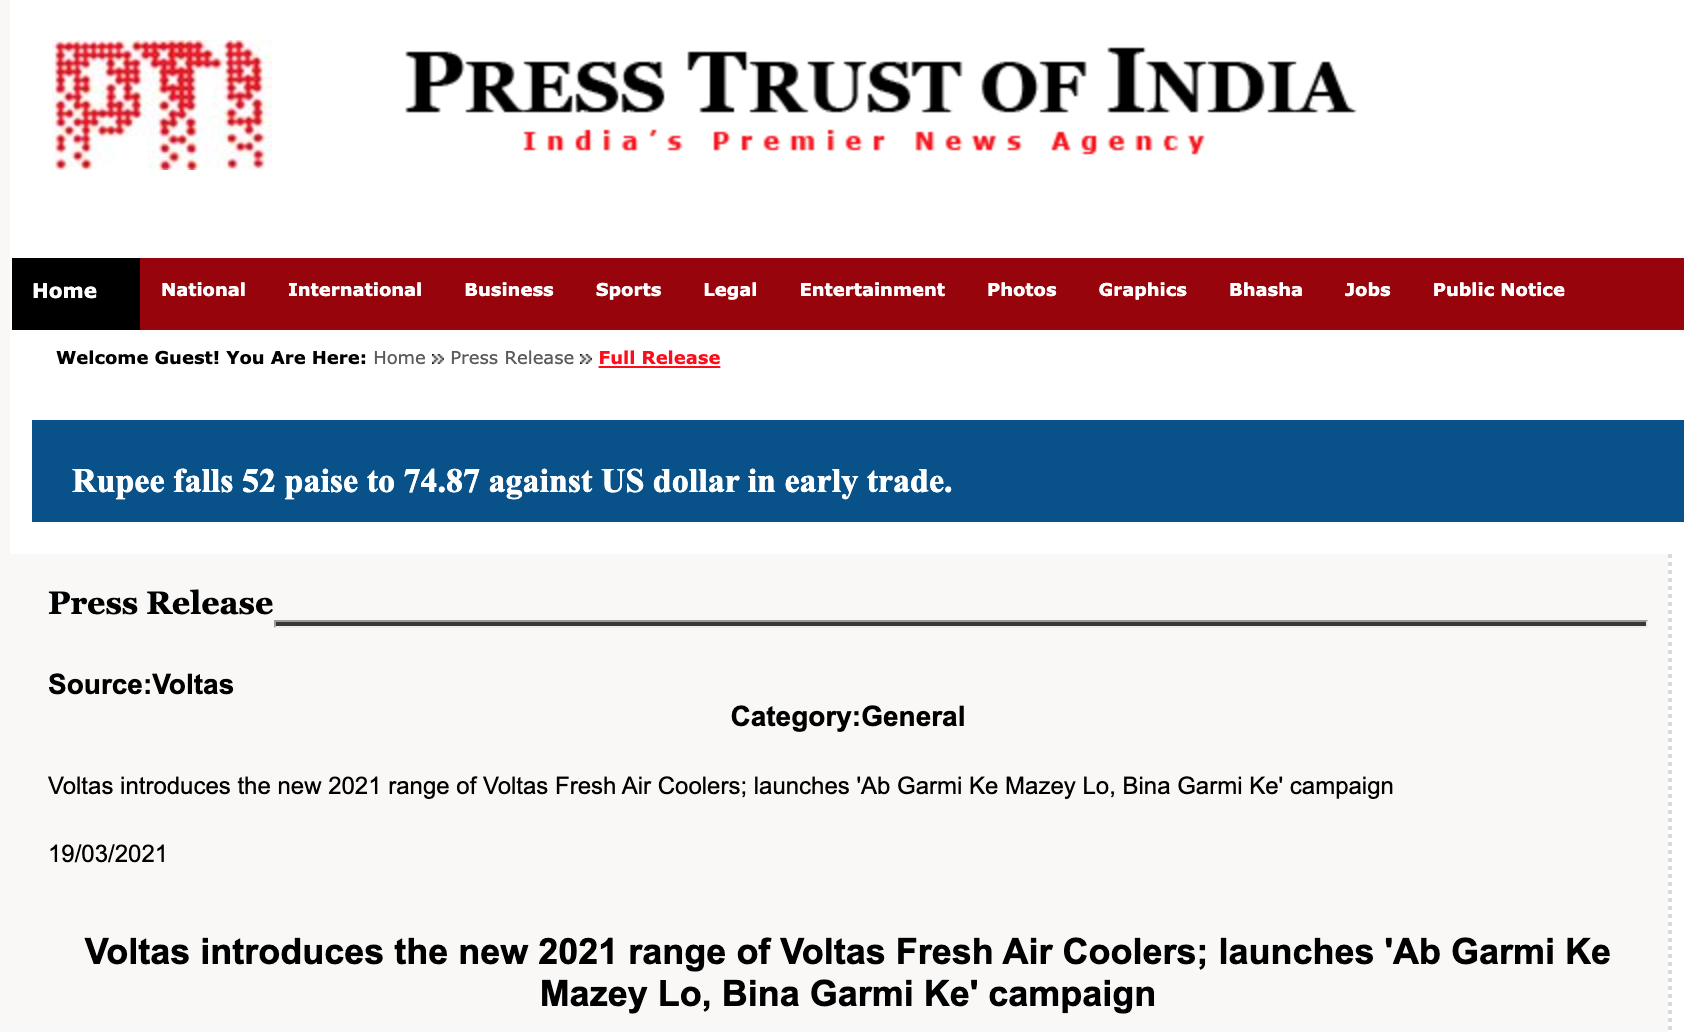 PTI
PRESS TRUST OF INDIA
India's Premier News Agency
Home National International Business Sports Legal Entertainment Photos Graphics Bhasha Jobs Public Notice
Welcome Guest! You Are Here: Home » Press Release » Full Release
Rupee falls 52 paise to 74.87 against US dollar in early trade.
Press Release
Source:Voltas
Category:General
Voltas introduces the new 2021 range of Voltas Fresh Air Coolers; launches 'Ab Garmi Ke Mazey Lo, Bina Garmi Ke' campaign
19/03/2021
Voltas introduces the new 2021 range of Voltas Fresh Air Coolers; launches 'Ab Garmi Ke
Mazey Lo, Bina Garmi Ke' campaign